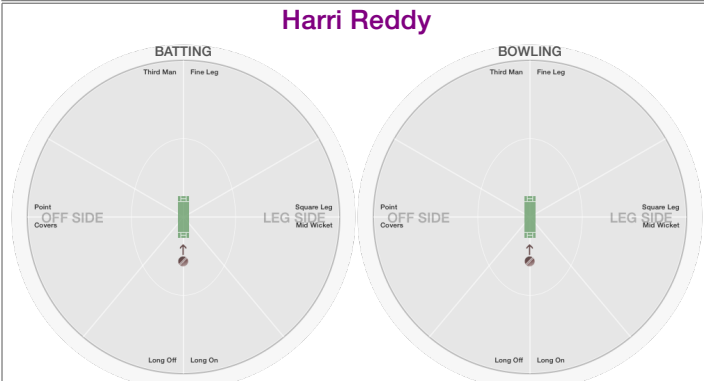 Harri Reddy
BATTING
Third Man Fine Leg
Point
OFF SIDE
Covers
Square Leg
LEG SIDE
Mid Wicket
Long Off Long On
BOWLING
Third Man Fine Leg
Point
OFF SIDE
Covers
Square Leg
LEG SIDE
Mid Wicket
Long Off Long On